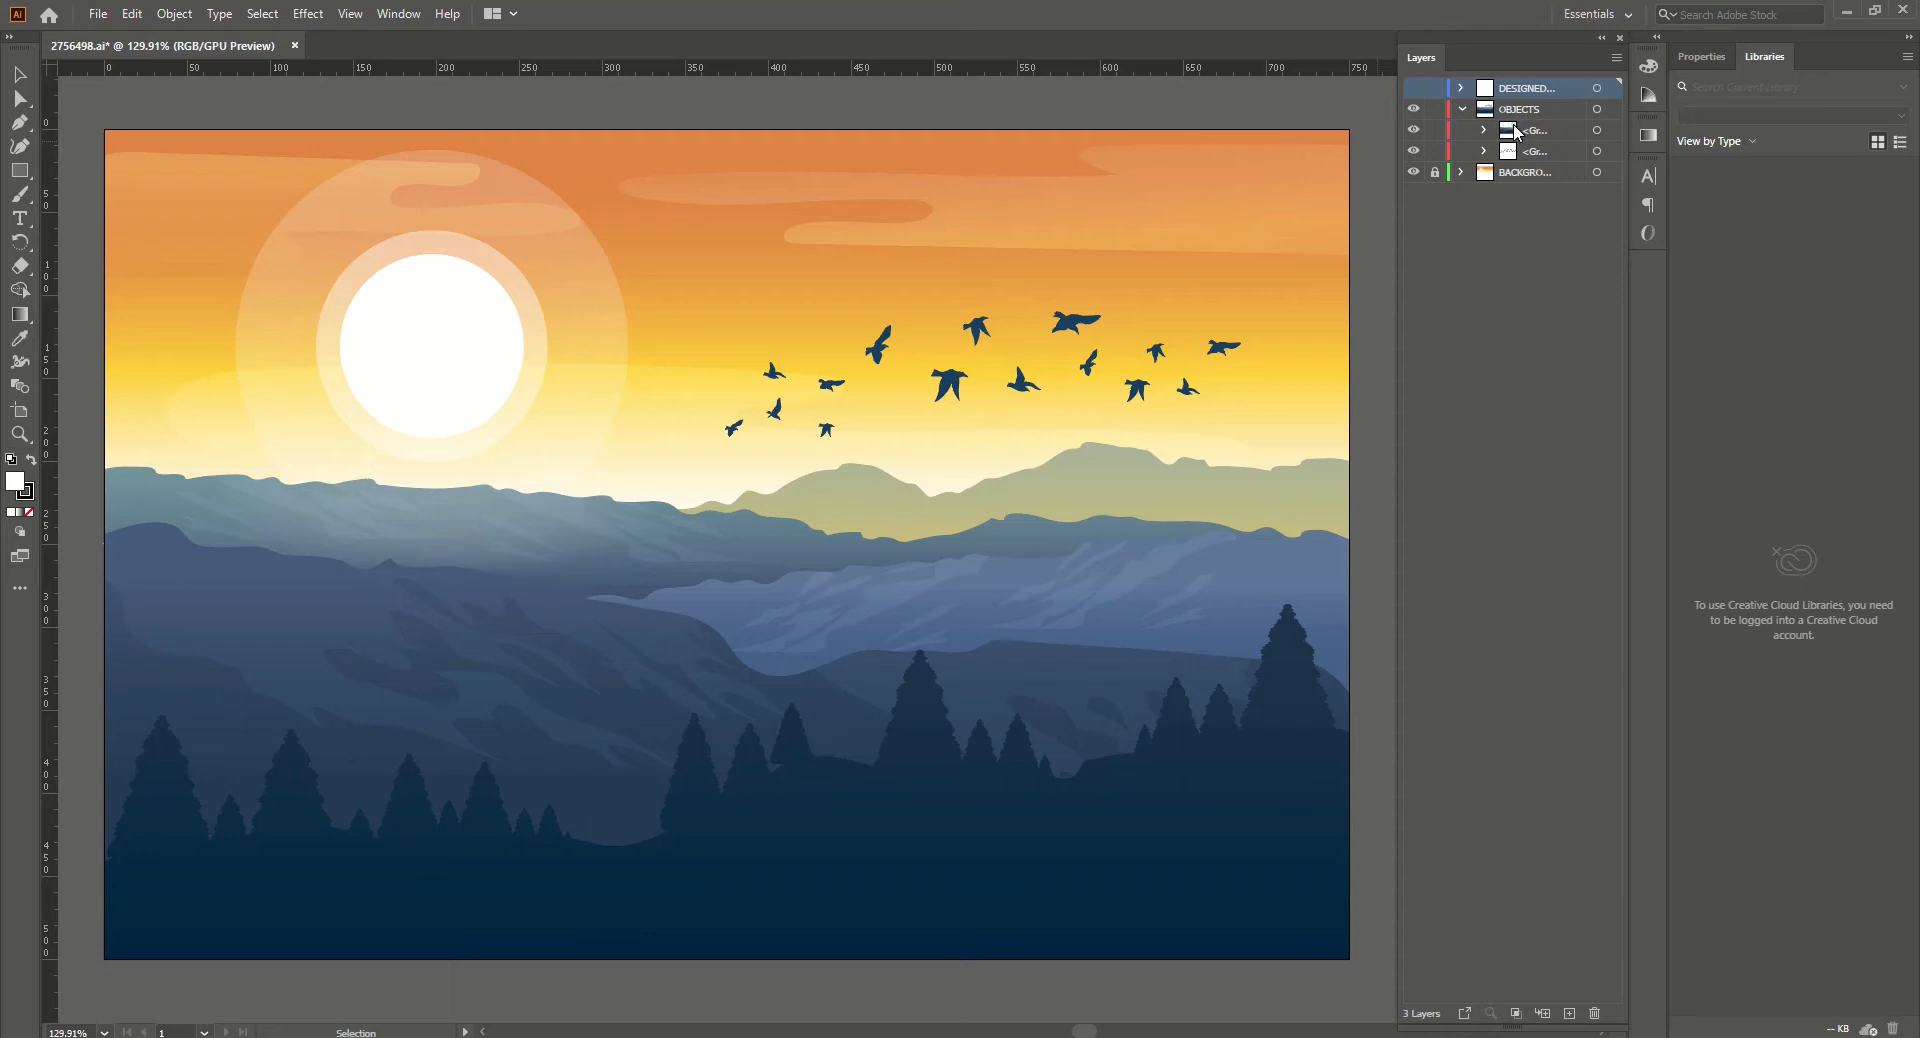 Ai File Edit Object Type Select Effect View Window Help Essentials Search Adobe Stock
2756498.ai* @ 129.91% (RGB/GPU Preview)
0 50 100 150 200 250 300 350 400 450 500 550 600 650 700 750
0
50
100
150
200
250
300
350
400
450
500
Layers
DESIGNED...
OBJECTS
<Gr...
<Gr...
BACKGRO...
3 Layers
Properties Libraries
Search Current Library
View by Type
To use Creative Cloud Libraries, you need
to be logged into a Creative Cloud
account.
-- KB
129.91% 1 Selection